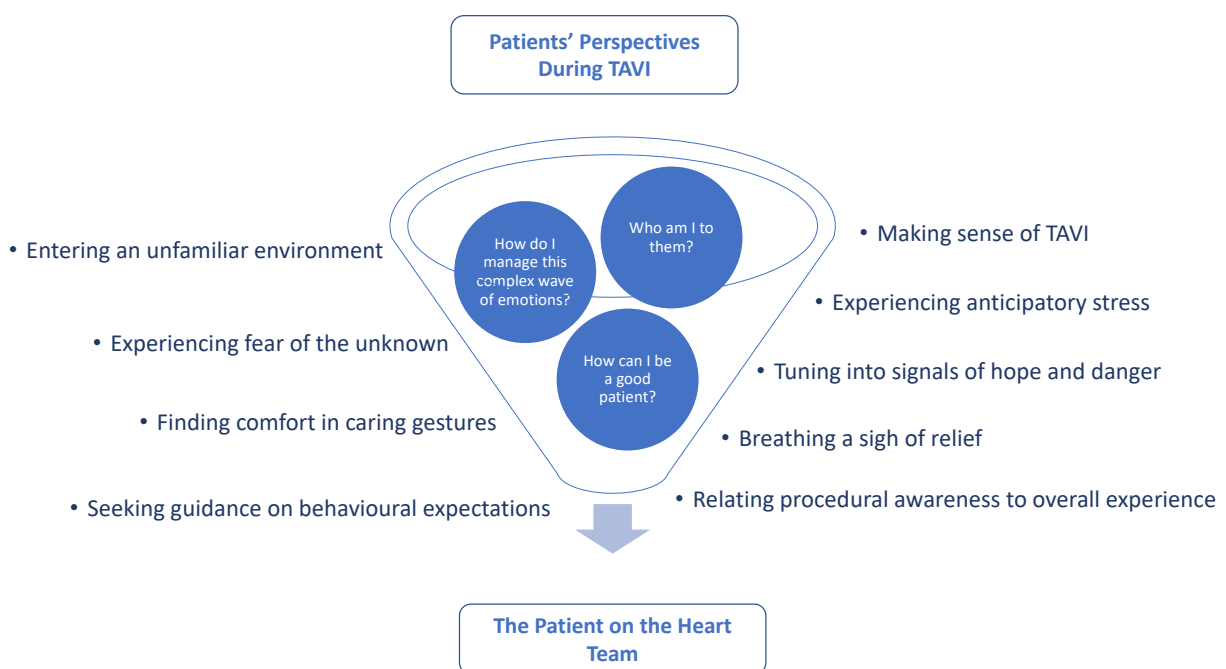 Patients' Perspectives
During TAVI
How do I
manage this
complex wave
of emotions?
Who am I to
them?
How can I be
a good
patient?
• Entering an unfamiliar environment
• Experiencing fear of the unknown
• Finding comfort in caring gestures
• Seeking guidance on behavioural expectations
• Making sense of TAVI
• Experiencing anticipatory stress
• Tuning into signals of hope and danger
• Breathing a sigh of relief
• Relating procedural awareness to overall experience
The Patient on the Heart
Team